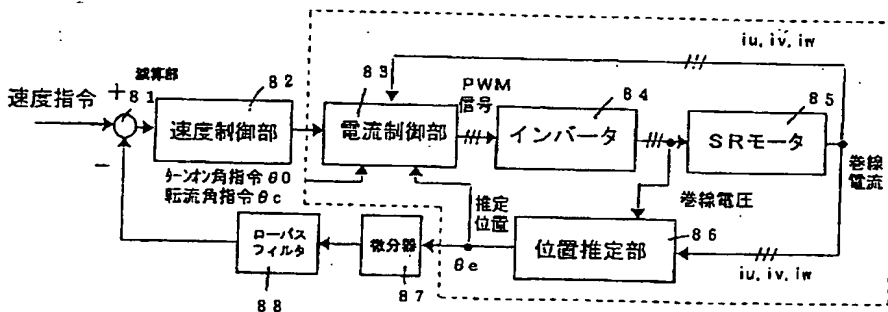 iu, iv, iw
減算部
速度指令
+
81
82
速度制御部
83
電流制御部
PWM
信号
84
インバータ
85
SRモータ
巻線
電流
−
ターンオン角指令θ0
転流角指令θc
推定
位置
巻線電圧
ローパス
フィルタ
88
微分器
87
θe
位置推定部
86
iu, iv, iw